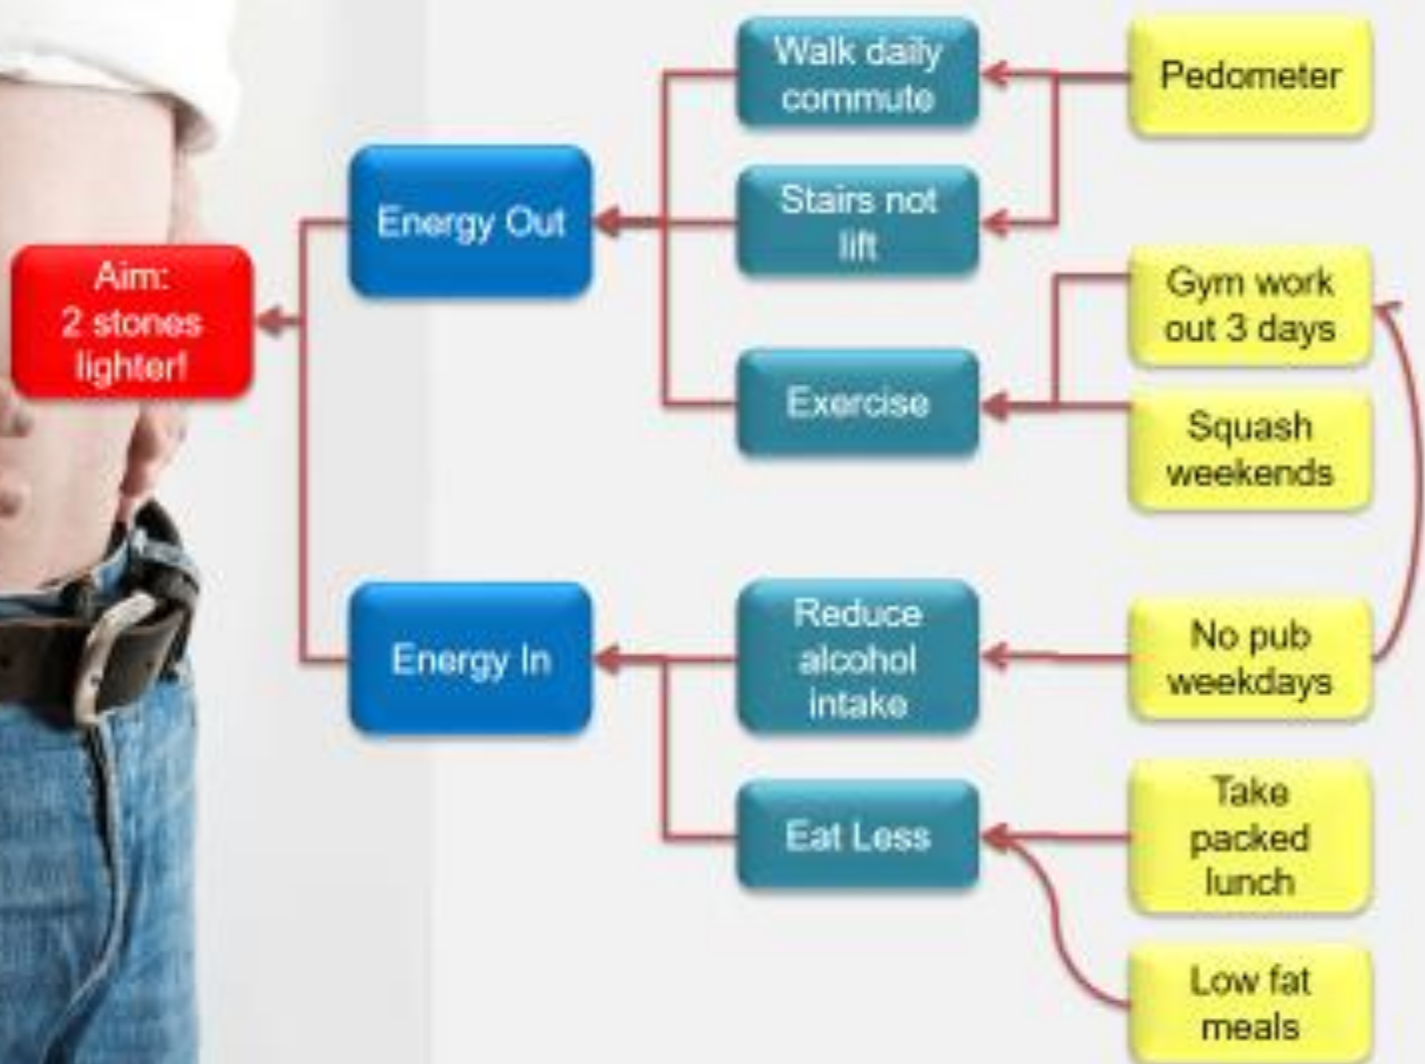 Aim:
2 stones
lighter!
Energy Out
Energy In
Walk daily
commute
Stairs not
lift
Exercise
Reduce
alcohol
intake
Eat Less
Pedometer
Gym work
out 3 days
Squash
weekends
No pub
weekdays
Take
packed
lunch
Low fat
meals